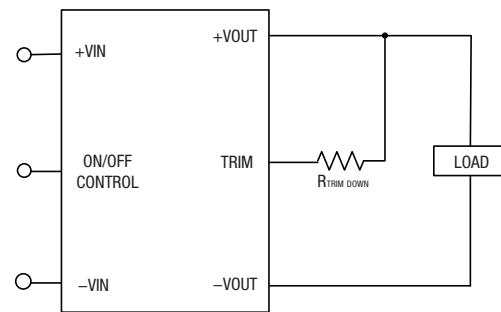 +VOUT
+VIN
ON/OFF
CONTROL
TRIM
LOAD
RTRIM DOWN
−VIN
−VOUT